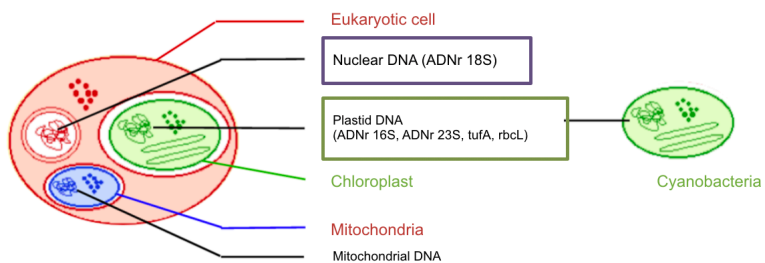 Eukaryotic cell
Nuclear DNA (ADNr 18S)
Plastid DNA
(ADNr 16S, ADNr 23S, tufA, rbcL)
Chloroplast
Cyanobacteria
Mitochondria
Mitochondrial DNA